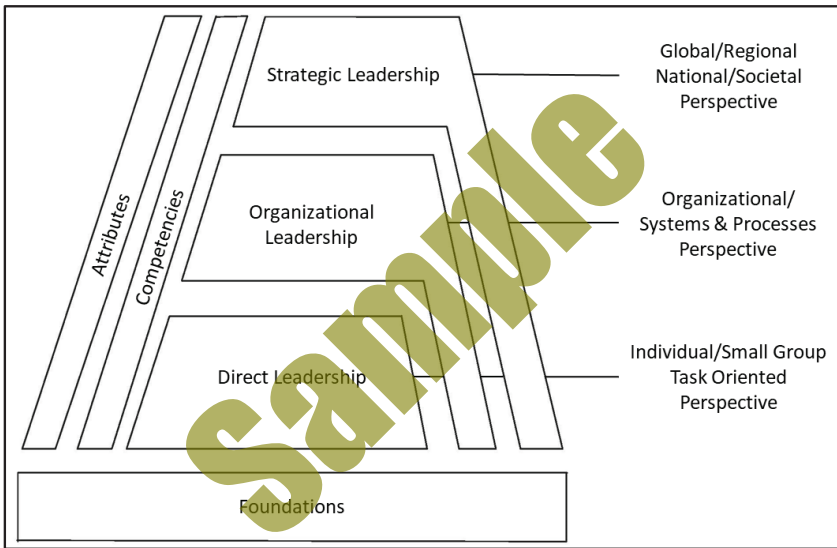 Strategic Leadership
Global/Regional
National/Societal
Perspective
Attributes
Competencies
Organizational
Leadership
Organizational/
Systems & Processes
Perspective
Direct Leadership
Individual/Small Group
Task Oriented
Perspective
Foundations
Sample